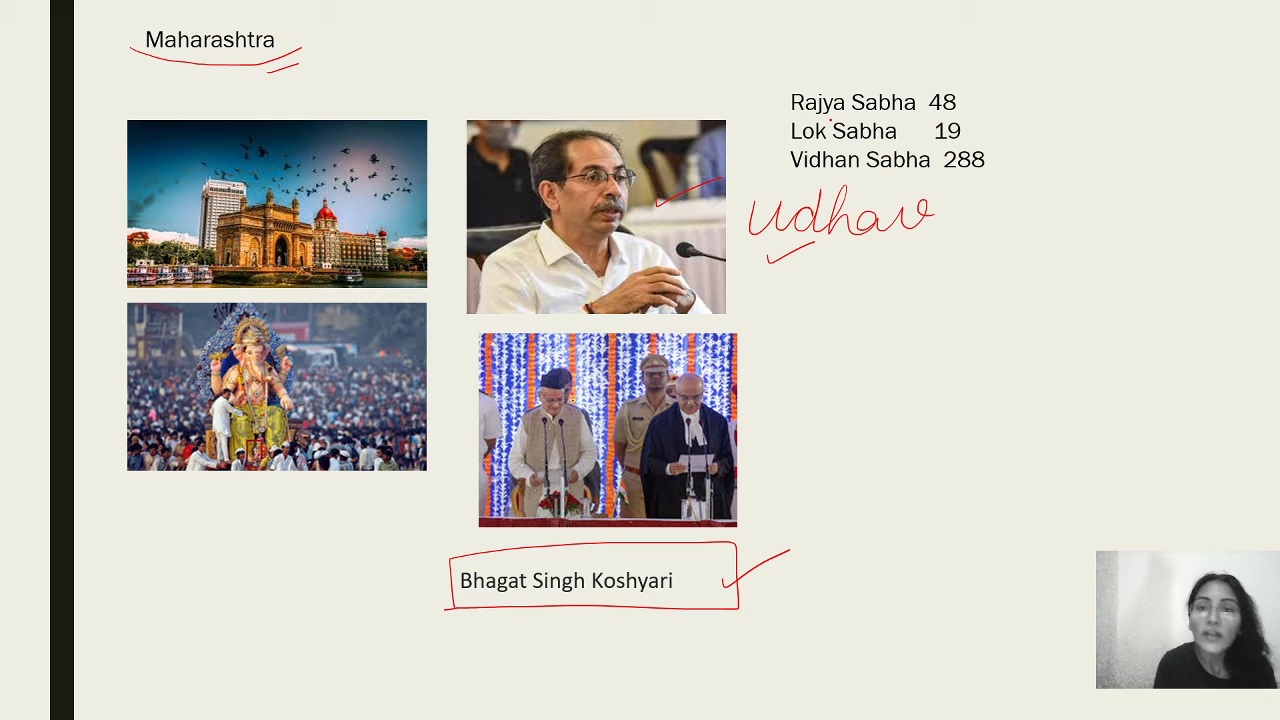 Maharashtra
Rajya Sabha 48
Lok Sabha 19
Vidhan Sabha 288
Udhav
Bhagat Singh Koshyari